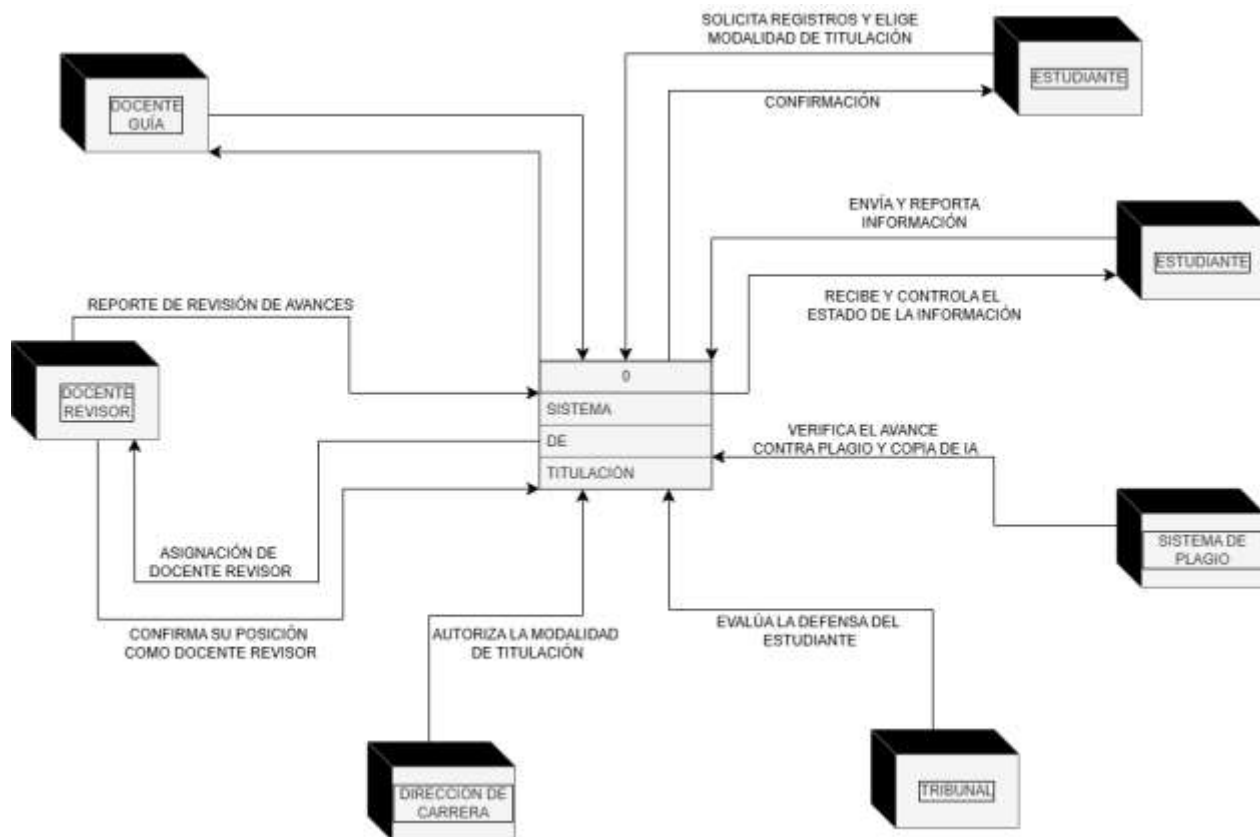 SOLICITA REGISTROS Y ELIGE
MODALIDAD DE TITULACIÓN
ESTUDIANTE
CONFIRMACIÓN
DOCENTE
GUÍA
ENVÍA Y REPORTA
INFORMACIÓN
ESTUDIANTE
RECIBE Y CONTROLA EL
ESTADO DE LA INFORMACIÓN
REPORTE DE REVISIÓN DE AVANCES
DOCENTE
REVISOR
0
SISTEMA
DE
TITULACIÓN
VERIFICA EL AVANCE
CONTRA PLAGIO Y COPIA DE IA
SISTEMA DE
PLAGIO
ASIGNACIÓN DE
DOCENTE REVISOR
CONFIRMA SU POSICIÓN
COMO DOCENTE REVISOR
AUTORIZA LA MODALIDAD
DE TITULACIÓN
EVALÚA LA DEFENSA DEL
ESTUDIANTE
DIRECCION DE
CARRERA
TRIBUNAL